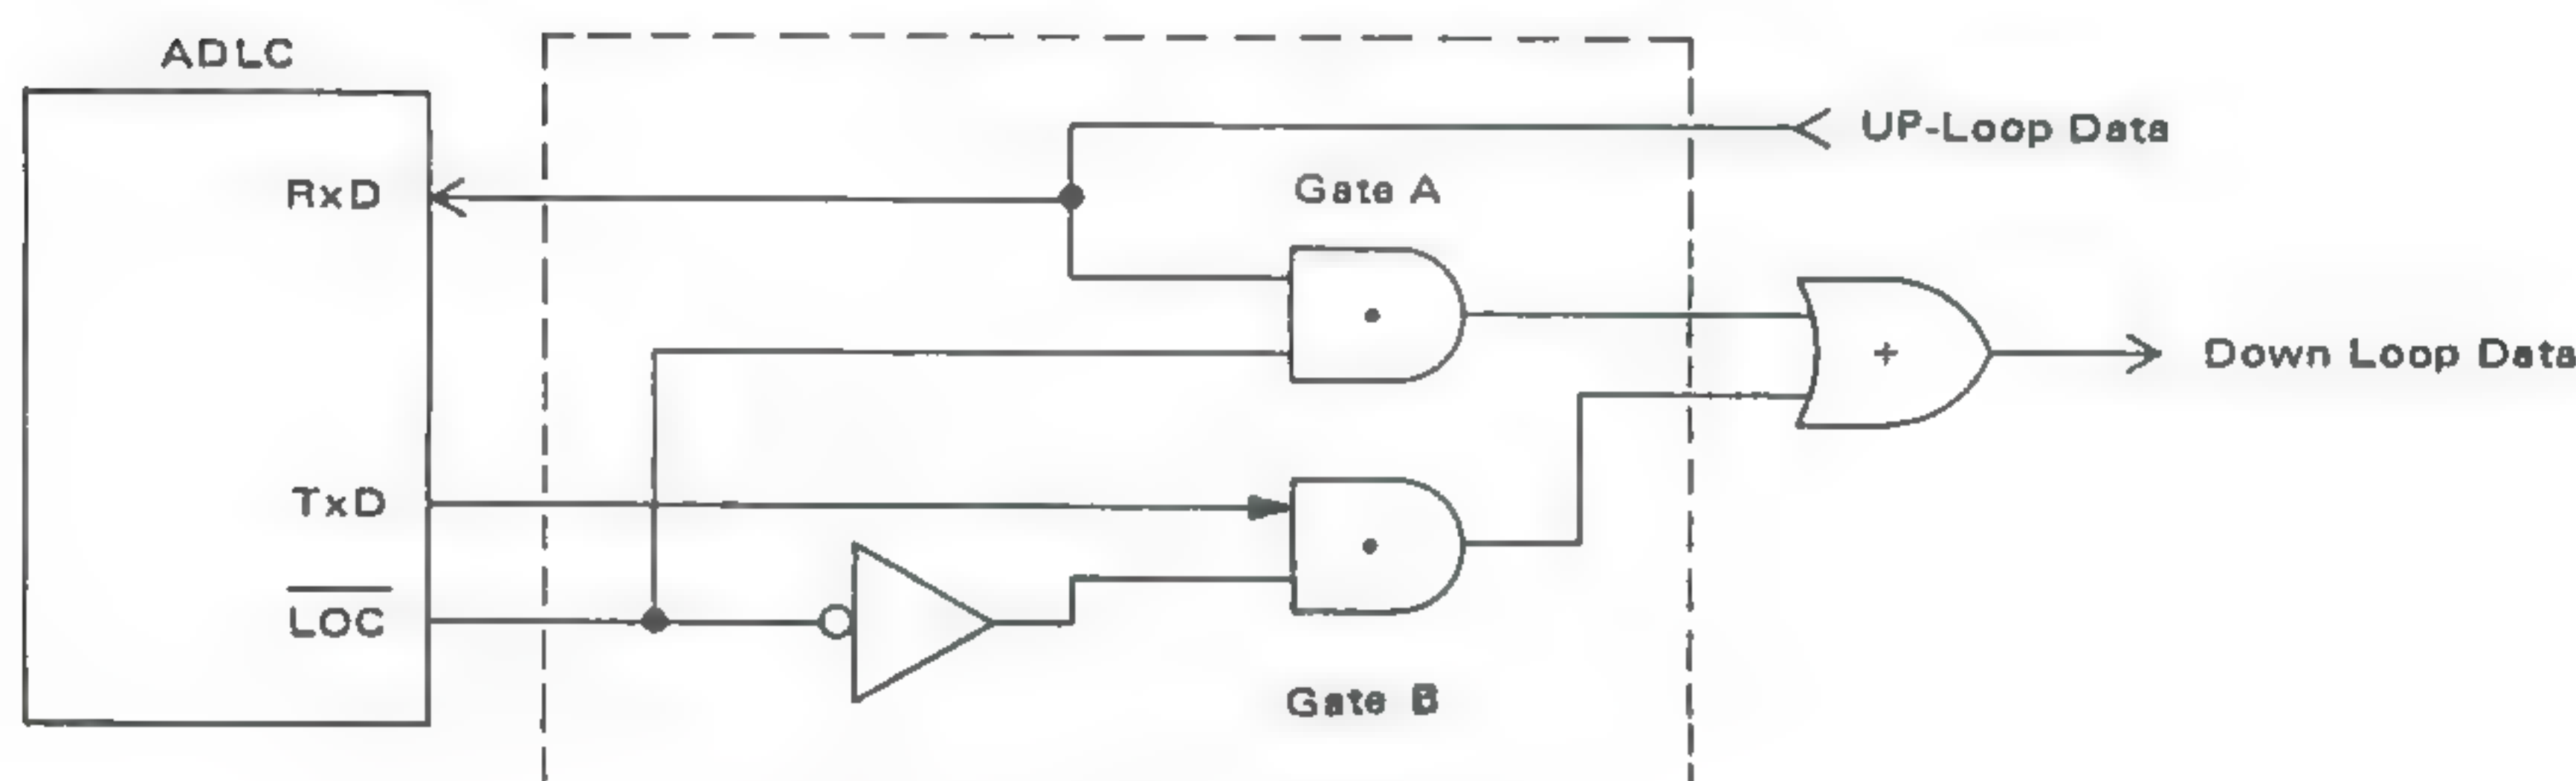 ADLC
UP-Loop Data
RxD
Gate A
+
Down Loop Data
TxD
LOC
Gate B